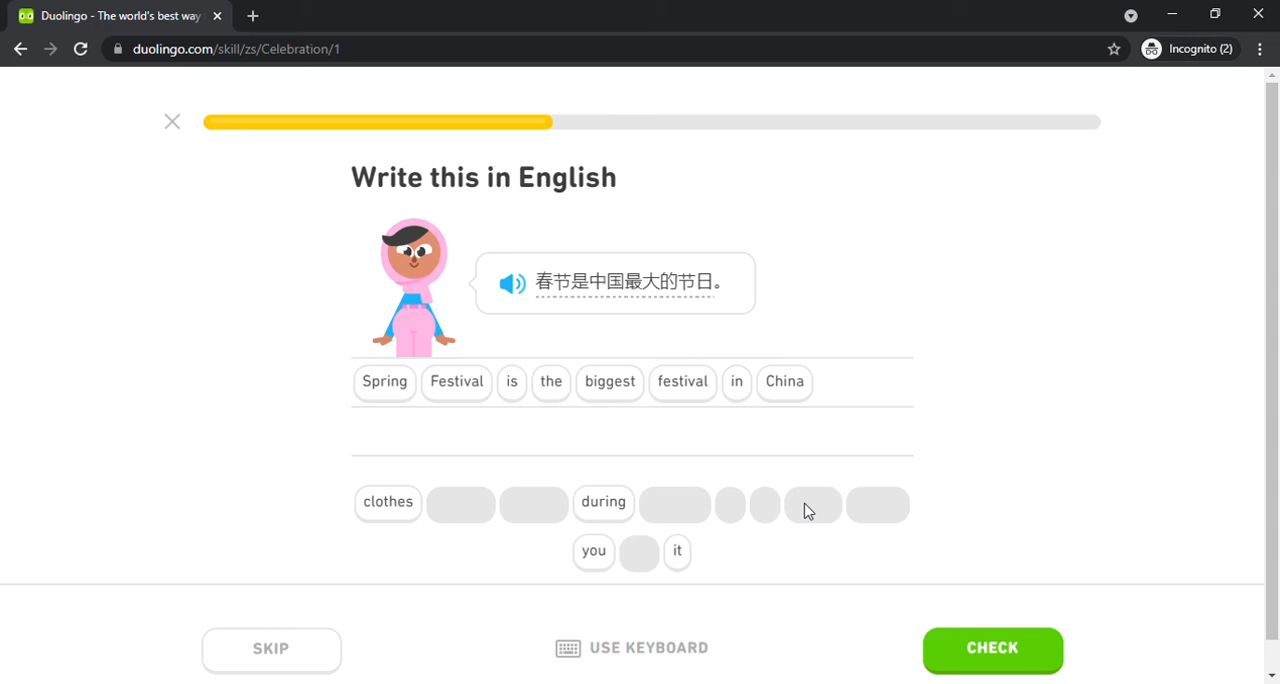 Duolingo - The world's best way
duolingo.com/skill/zs/Celebration/1
Incognito (2)
Write this in English
春节是中国最大的节日。
Spring Festival is the biggest festival in China
clothes during
you it
SKIP
USE KEYBOARD
CHECK